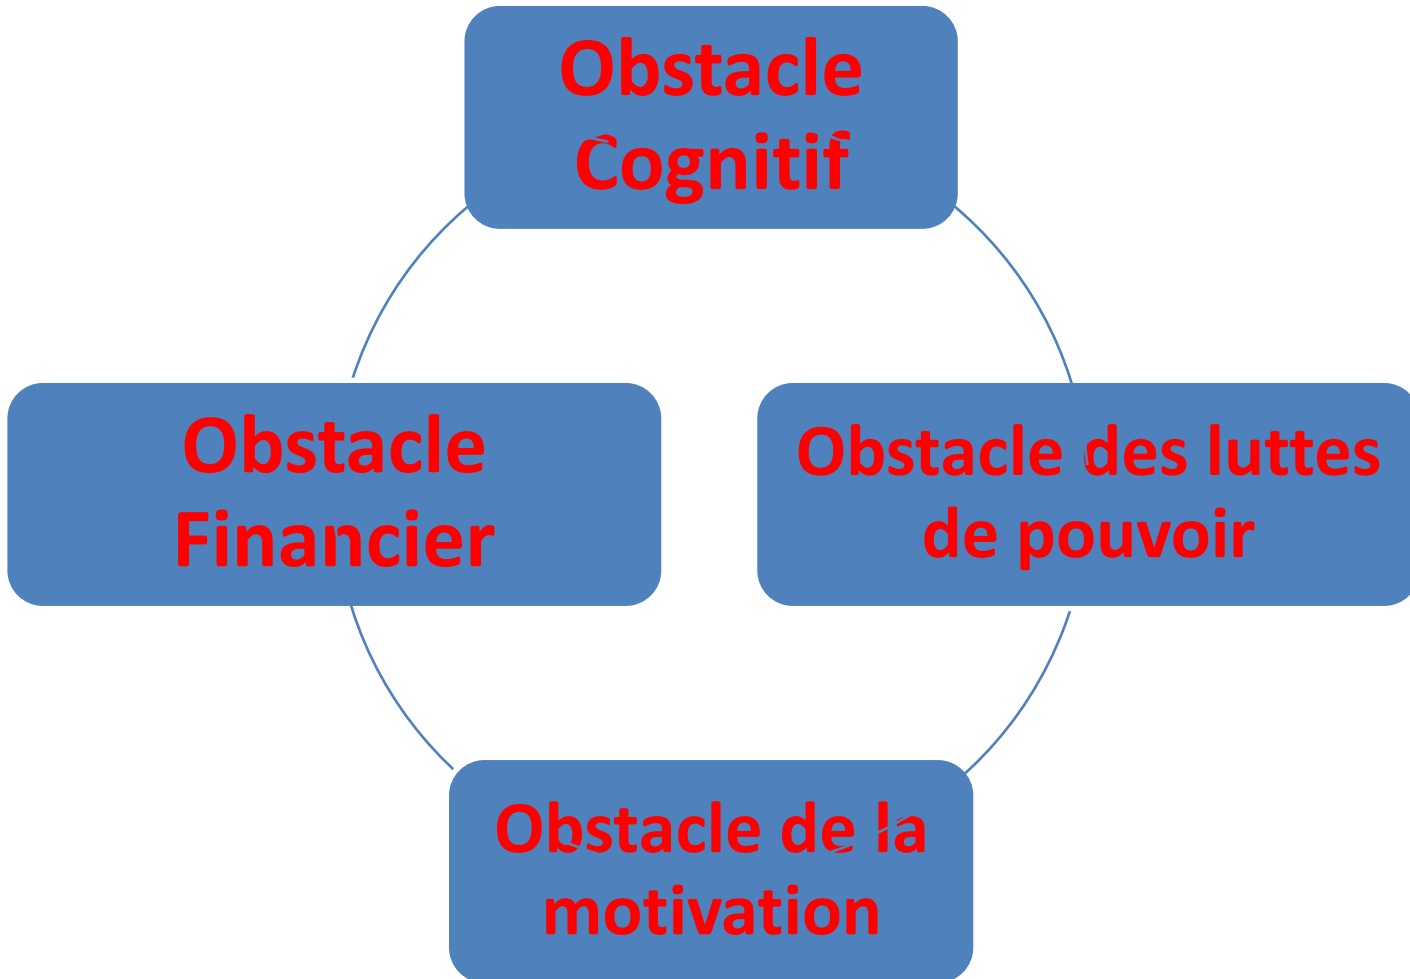 Obstacle
Cognitif
Obstacle
Financier
Obstacle des luttes
de pouvoir
Obstacle de la
motivation